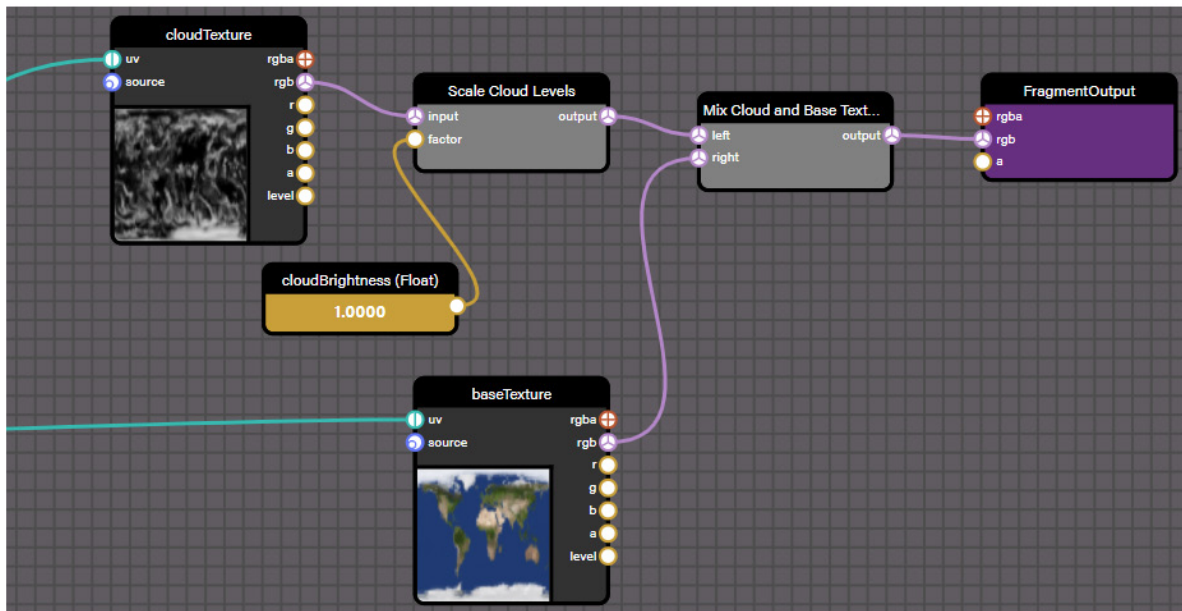 cloudTexture
uv
rgba
source
rgb
r
g
b
a
level
Scale Cloud Levels
input
output
factor
Mix Cloud and Base Text...
left
output
right
FragmentOutput
rgba
rgb
a
cloudBrightness (Float)
1.0000
baseTexture
uv
rgba
source
rgb
r
g
b
a
level